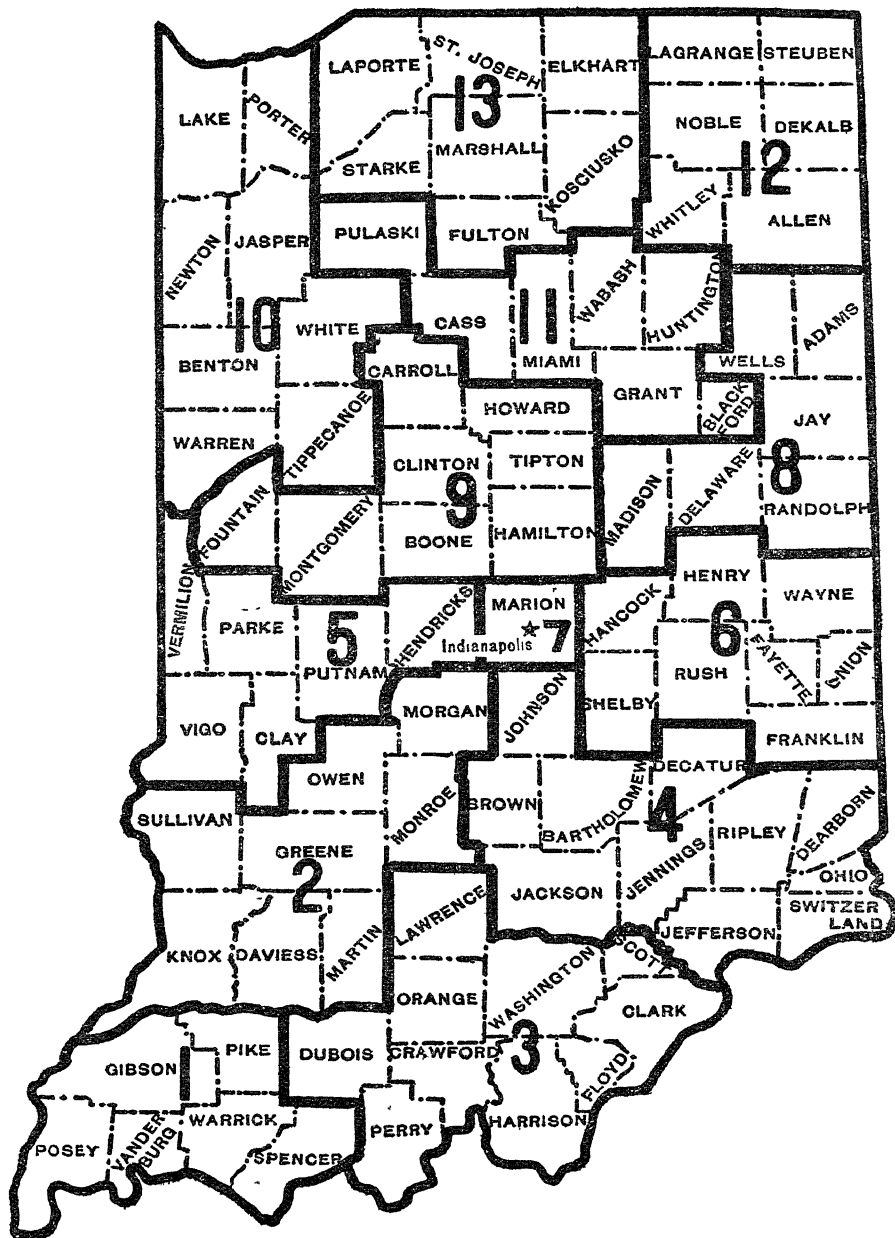 LAGRANGE STEUBEN
LAPORTE ST. JOSEPH ELKHART
13
LAKE PORTER NOBLE DEKALB
STARKE MARSHALL KOSCIUSKO 12
WHITLEY ALLEN
NEWTON JASPER PULASKI FULTON
10 WHITE CASS 11 WABASH HUNTINGTON ADAMS
BENTON CARROLL MIAMI WELLS
GRANT BLACK
FORD
WARREN TIPPECANOE HOWARD JAY
CLINTON TIPTON 8
FOUNTAIN MONTGOMERY 9 MADISON DELAWARE RANDOLPH
BOONE HAMILTON
VERMILION HENRY WAYNE
PARKE 5 HENDRICKS MARION HANCOCK 6
Indianapolis 7
PUTNAM RUSH FAYETTE UNION
VIGO CLAY MORGAN JOHNSON SHELBY FRANKLIN
OWEN DECATUR
SULLIVAN MONROE BROWN BARTHOLOMEW 4 RIPLEY DEARBORN
GREENE JENNINGS OHIO
2 LAWRENCE JACKSON SWITZER
LAND
KNOX DAVIESS MARTIN JEFFERSON
ORANGE WASHINGTON SCOTT
CLARK
GIBSON 1 PIKE DUBOIS CRAWFORD 3 FLOYD
POSEY VANDER
BURG WARRICK SPENCER PERRY HARRISON